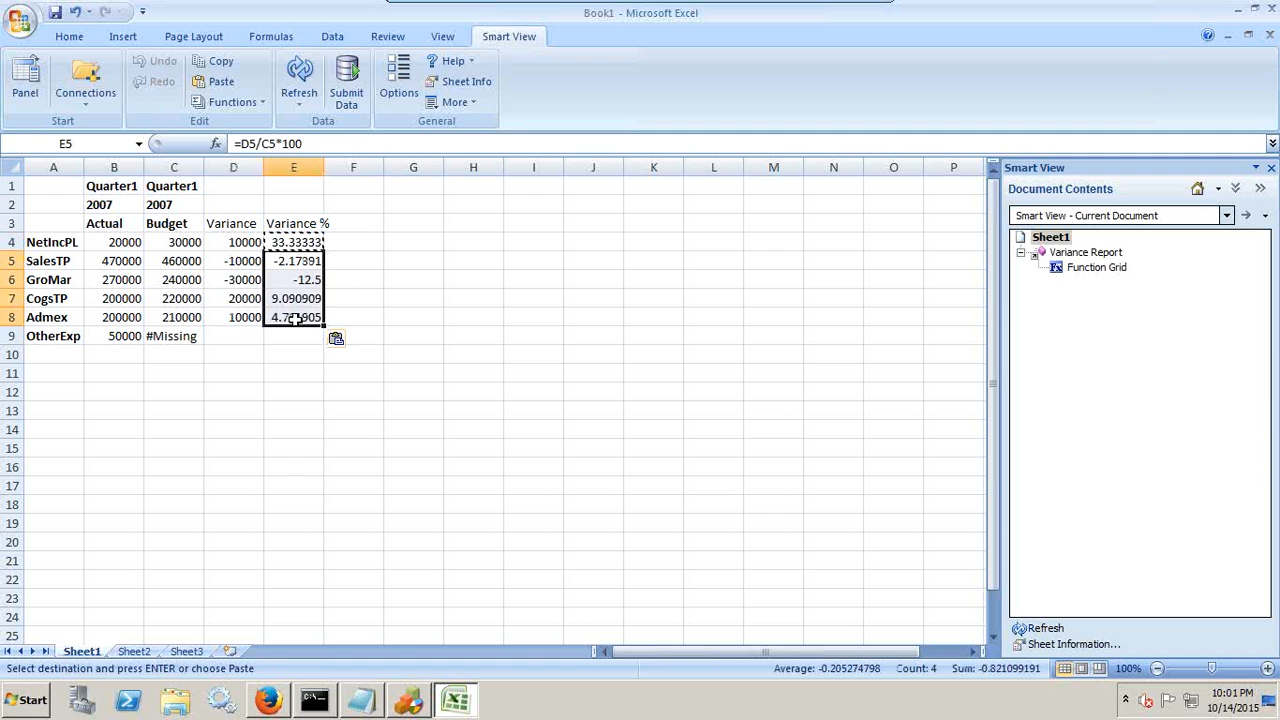 Book1 - Microsoft Excel
Home Insert Page Layout Formulas Data Review View Smart View
Panel
Connections
Start
Undo Copy
Redo Paste
Functions
Edit
Refresh
Submit Data
Data
Options
Help
Sheet Info
More
General
E5 fx =D5/C5*100
A B C D E F G H I J K L M N O P
1 Quarter1 Quarter1
2 2007 2007
3 Actual Budget Variance Variance %
4 NetIncPL 20000 30000 10000 33.33333
5 SalesTP 470000 460000 -10000 -2.17391
6 GroMar 270000 240000 -30000 -12.5
7 CogsTP 200000 220000 20000 9.090909
8 Admex 200000 210000 10000
9 OtherExp 50000 #Missing
10
11
12
13
14
15
16
17
18
19
20
21
22
23
24
25
Smart View
Document Contents
Smart View - Current Document
Sheet1
Variance Report
Fx Function Grid
Refresh
Sheet Information...
Sheet1 Sheet2 Sheet3
Select destination and press ENTER or choose Paste Average: -0.205274798 Count: 4 Sum: -0.821099191 100%
Start 10:01 PM
10/14/2015